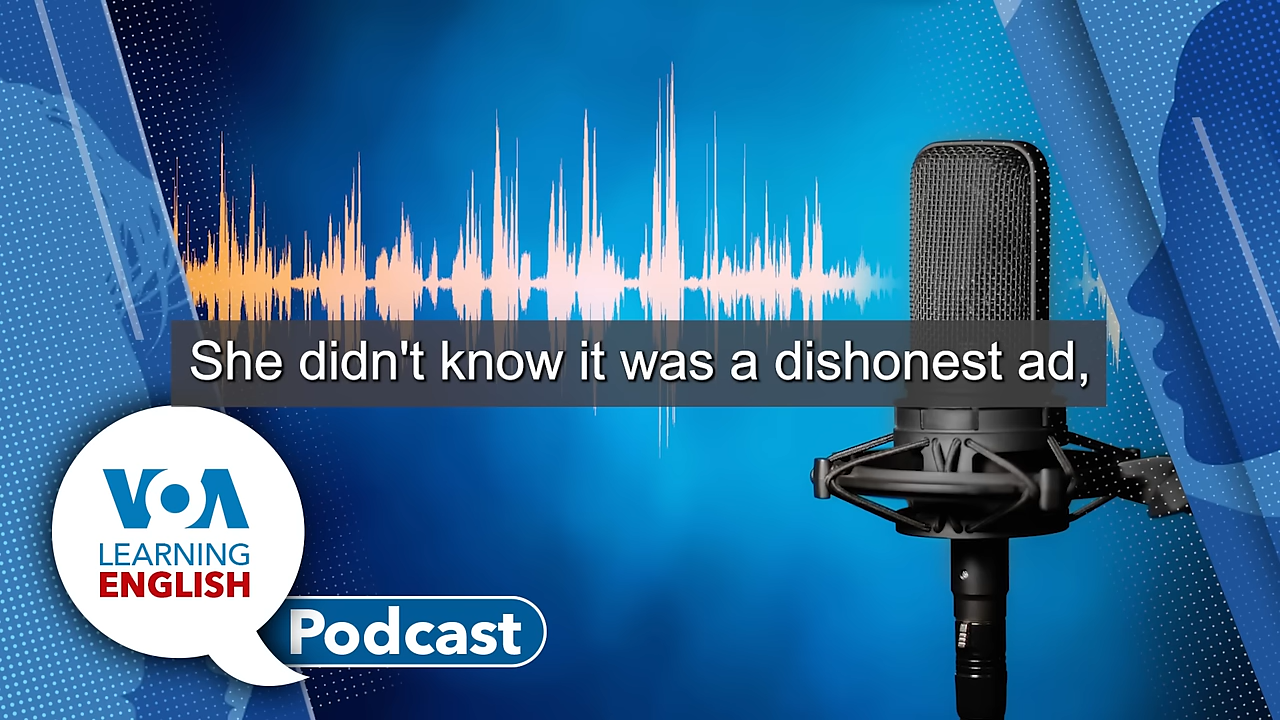 She didn't know it was a dishonest ad,
VOA
LEARNING
ENGLISH
Podcast